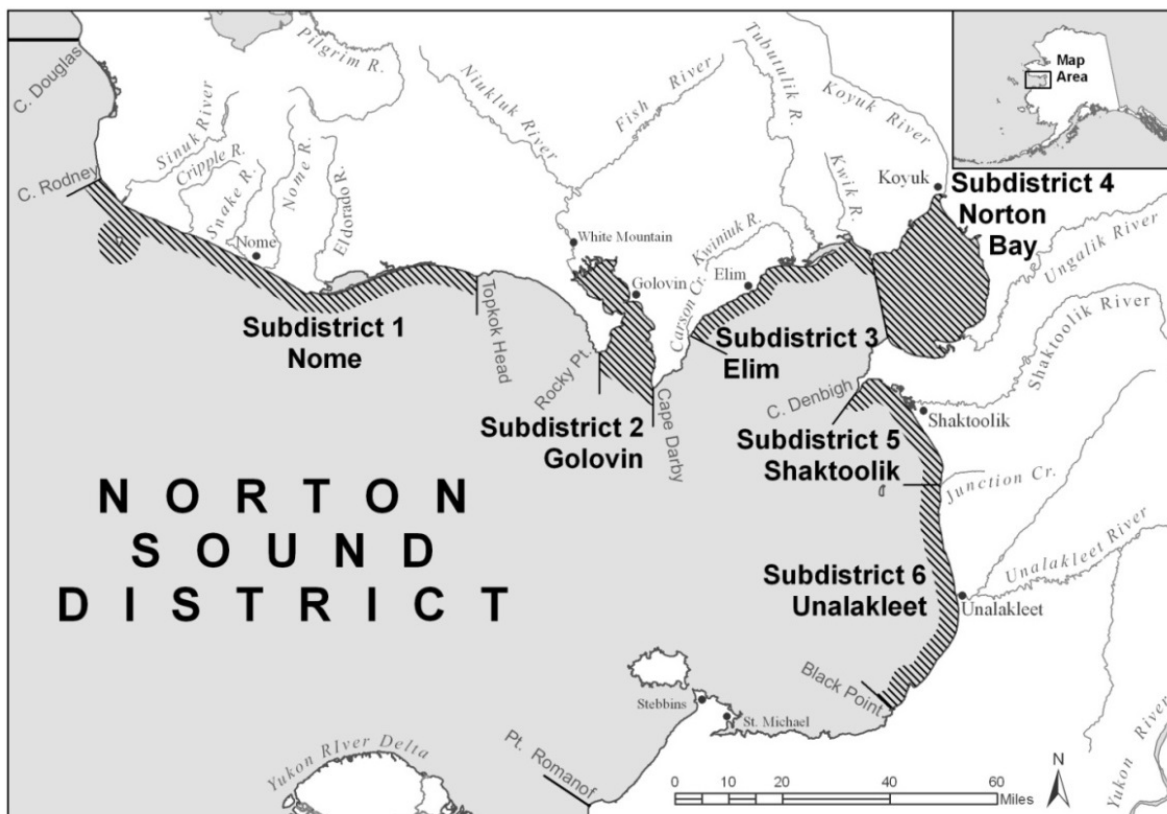 C. Douglas
Pilgrim R.
Sinuk River
Cripple R.
Snake R.
Nome R.
Eldorado R.
Niukluk River
Fish River
Tubutulik R.
Koyuk River
Kwik R.
Map
Area
C. Rodney
Nome
White Mountain
Kwiniuk R.
Koyuk
Subdistrict 4
Norton
Bay
Ungalik River
Golovin
Elim
Carson Cr.
Subdistrict 1
Nome
Topkok Head
Rocky Pt.
Subdistrict 3
Elim
Shaktoolik River
Subdistrict 2
Golovin
Cape Darby
C. Denbigh
Shaktoolik
Subdistrict 5
Shaktoolik
Junction Cr.
NORTON
SOUND
DISTRICT
Subdistrict 6
Unalakleet
Unalakleet River
Unalakleet
Black Point
Stebbins
St. Michael
Yukon RIver Delta
Pt. Romanof
Yukon River
N
0 10 20 40 60
Miles